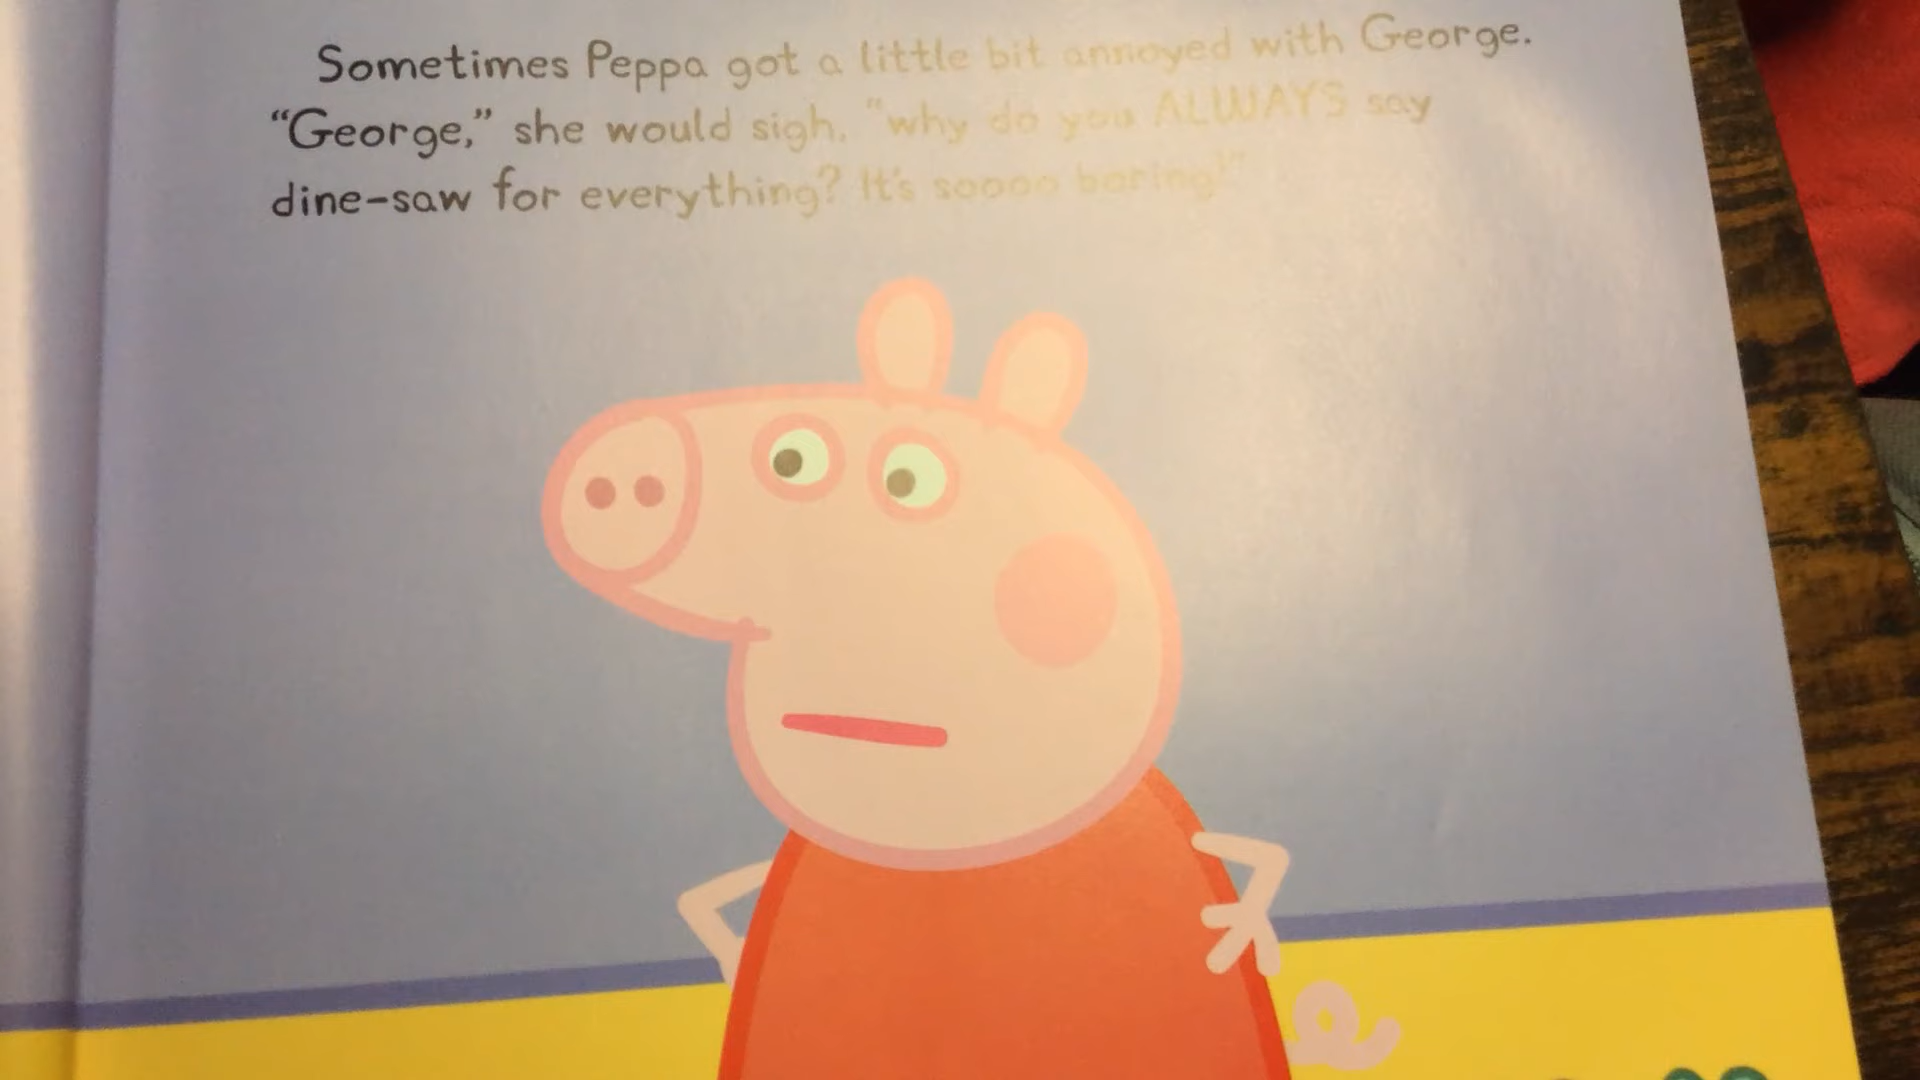 Sometimes Peppa got a little bit annoyed with George.
“George,” she would sigh, “why do you ALWAYS say
dine-saw for everything? It's soooo boring!”